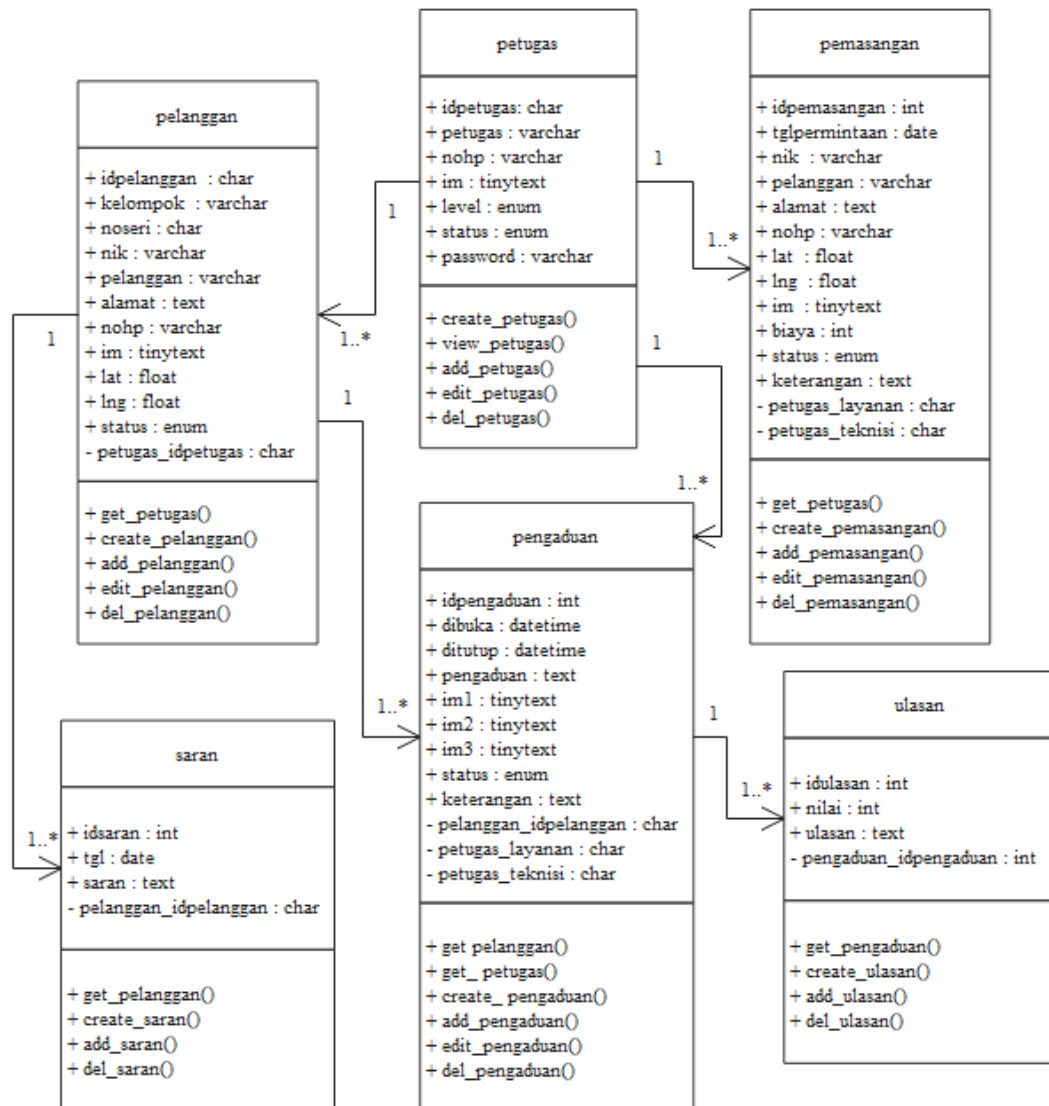 pelanggan
+ idpelanggan : char
+ kelompok : varchar
+ noseri : char
+ nik : varchar
+ pelanggan : varchar
+ alamat : text
+ nohp : varchar
+ im : tinytext
+ lat : float
+ lng : float
+ status : enum
- petugas_idpetugas : char
+ get_petugas()
+ create_pelanggan()
+ add_pelanggan()
+ edit_pelanggan()
+ del_pelanggan()
petugas
+ idpetugas: char
+ petugas : varchar
+ nohp : varchar
+ im : tinytext
+ level : enum
+ status : enum
+ password : varchar
+ create_petugas()
+ view_petugas()
+ add_petugas()
+ edit_petugas()
+ del_petugas()
pemasangan
+ idpemasangan : int
+ tglpermintaan : date
+ nik : varchar
+ pelanggan : varchar
+ alamat : text
+ nohp : varchar
+ lat : float
+ lng : float
+ im : tinytext
+ biaya : int
+ status : enum
+ keterangan : text
- petugas_layanan : char
- petugas_teknisi : char
+ get_petugas()
+ create_pemasangan()
+ add_pemasangan()
+ edit_pemasangan()
+ del_pemasangan()
1
1..*
1
1..*
1
1..*
1
1..*
1
1..*
1
1..*
saran
+ idsaran : int
+ tgl : date
+ saran : text
- pelanggan_idpelanggan : char
+ get_pelanggan()
+ create_saran()
+ add_saran()
+ del_saran()
pengaduan
+ idpengaduan : int
+ dibuka : datetime
+ ditutup : datetime
+ pengaduan : text
+ im1 : tinytext
+ im2 : tinytext
+ im3 : tinytext
+ status : enum
+ keterangan : text
- pelanggan_idpelanggan : char
- petugas_layanan : char
- petugas_teknisi : char
+ get pelanggan()
+ get_ petugas()
+ create_ pengaduan()
+ add_pengaduan()
+ edit_pengaduan()
+ del_pengaduan()
ulasan
+ idulasan : int
+ nilai : int
+ ulasan : text
- pengaduan_idpengaduan : int
+ get_pengaduan()
+ create_ulasan()
+ add_ulasan()
+ del_ulasan()